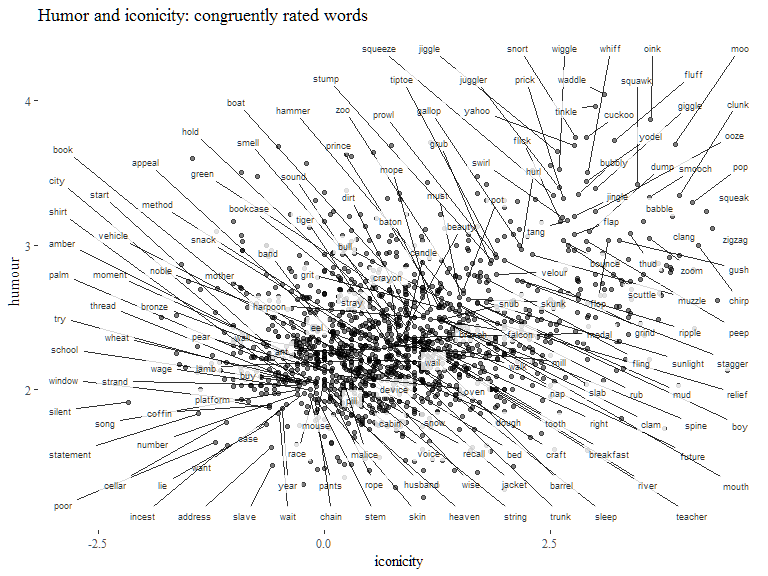 Humor and iconicity: congruently rated words
squeeze jiggle snort wiggle whiff oink moo
stump tiptoe juggler prick waddle squawk fluff
4
boat hammer zoo prowl gallop yahoo tinkle cuckoo giggle clunk
hold smell prince grub flick yodel ooze
book appeal green sound mope swirl hurl bubbly dump smooch pop
city start method bookcase dirt must pot jingle babble squeak
shirt vehicle snack tiger baton beauty tang flap clang zigzag
3
amber noble band bull candle
palm moment mother grit crayon velour bounce thud zoom gush
thread bronze harpoon stray snub skunk flop scuttle muzzle chirp
try wheat pear eel falcon medal grind ripple peep
school wage lamb ant wail walk mill fling sunlight stagger
window strand buy device oven nap slab rub mud relief
2
silent song coffin platform mouse cabin snow dough tooth right clam spine boy
statement number case race malice voice recall bed craft breakfast future
cellar lie want year pants rope husband wise jacket barrel river mouth
poor incest address slave wait chain stem skin heaven string trunk sleep teacher
-2.5 0.0 2.5
iconicity
humour